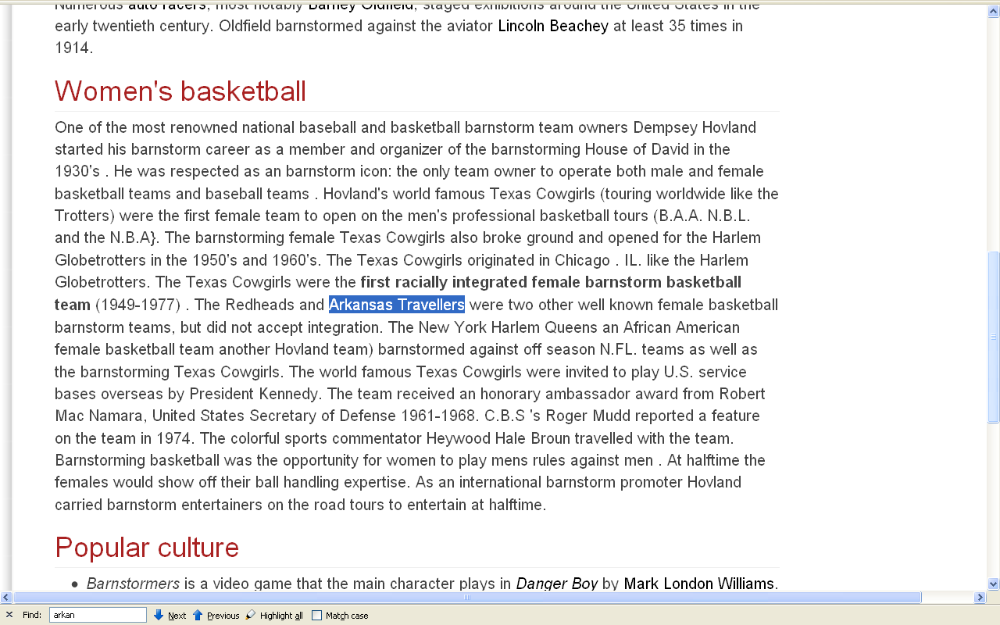 Numerous auto racers, most notably Barney Oldfield, staged exhibitions around the United States in the
early twentieth century. Oldfield barnstormed against the aviator Lincoln Beachey at least 35 times in
1914.
Women's basketball
One of the most renowned national baseball and basketball barnstorm team owners Dempsey Hovland
started his barnstorm career as a member and organizer of the barnstorming House of David in the
1930's . He was respected as an barnstorm icon: the only team owner to operate both male and female
basketball teams and baseball teams . Hovland's world famous Texas Cowgirls (touring worldwide like the
Trotters) were the first female team to open on the men's professional basketball tours (B.A.A. N.B.L.
and the N.B.A}. The barnstorming female Texas Cowgirls also broke ground and opened for the Harlem
Globetrotters in the 1950's and 1960's. The Texas Cowgirls originated in Chicago . IL. like the Harlem
Globetrotters. The Texas Cowgirls were the first racially integrated female barnstorm basketball
team (1949-1977) . The Redheads and Arkansas Travellers were two other well known female basketball
barnstorm teams, but did not accept integration. The New York Harlem Queens an African American
female basketball team another Hovland team) barnstormed against off season N.FL. teams as well as
the barnstorming Texas Cowgirls. The world famous Texas Cowgirls were invited to play U.S. service
bases overseas by President Kennedy. The team received an honorary ambassador award from Robert
Mac Namara, United States Secretary of Defense 1961-1968. C.B.S 's Roger Mudd reported a feature
on the team in 1974. The colorful sports commentator Heywood Hale Broun travelled with the team.
Barnstorming basketball was the opportunity for women to play mens rules against men . At halftime the
females would show off their ball handling expertise. As an international barnstorm promoter Hovland
carried barnstorm entertainers on the road tours to entertain at halftime.
Popular culture
• Barnstormers is a video game that the main character plays in Danger Boy by Mark London Williams.
Find: arkan Next Previous Highlight all Match case